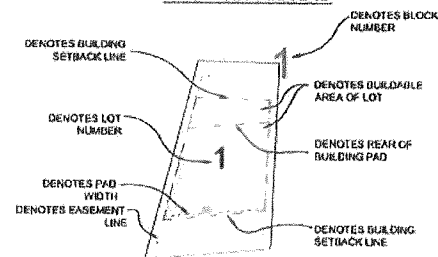 DENOTES BLOCK
NUMBER
1
DENOTES BUILDING
SETBACK LINE
DENOTES BUILDABLE
AREA OF LOT
DENOTES LOT
NUMBER
1
DENOTES REAR OF
BUILDING PAD
DENOTES PAD
WIDTH
DENOTES EASEMENT
LINE
DENOTES BUILDING
SETBACK LINE